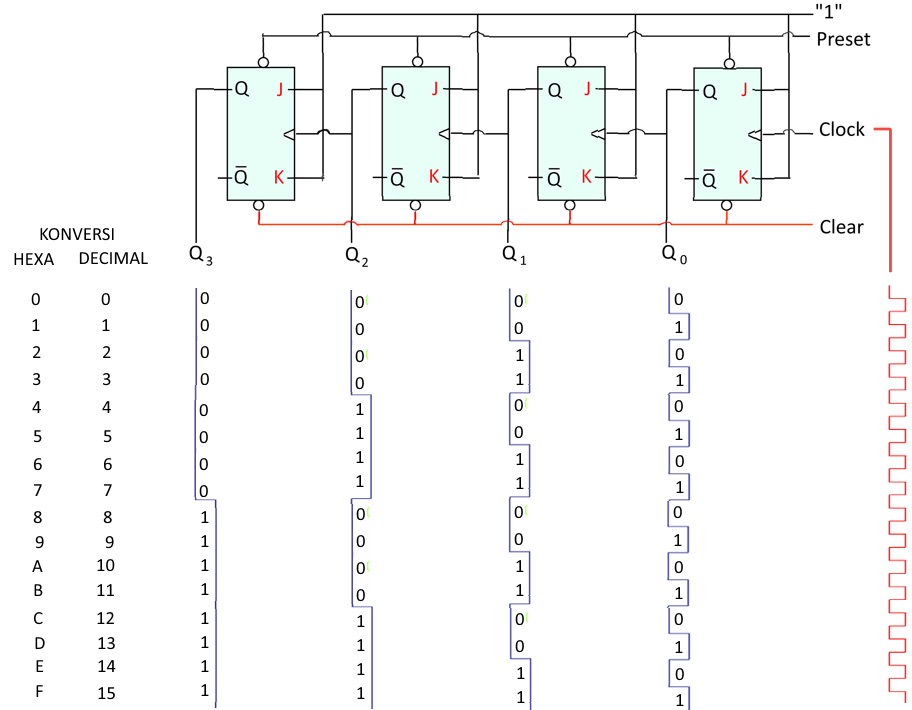 "1"
Preset
Q J Q J Q J Q J
Clock
Q̅ K Q̅ K Q̅ K Q̅ K
Clear
KONVERSI
HEXA DECIMAL Q3 Q2 Q1 Q0
0 0 0 0 0 0
1 1 0 0 0 1
2 2 0 0 1 0
3 3 0 0 1 1
4 4 0 1 0 0
5 5 0 1 0 1
6 6 0 1 1 0
7 7 0 1 1 1
8 8 1 0 0 0
9 9 1 0 0 1
A 10 1 0 1 0
B 11 1 0 1 1
C 12 1 1 0 0
D 13 1 1 0 1
E 14 1 1 1 0
F 15 1 1 1 1